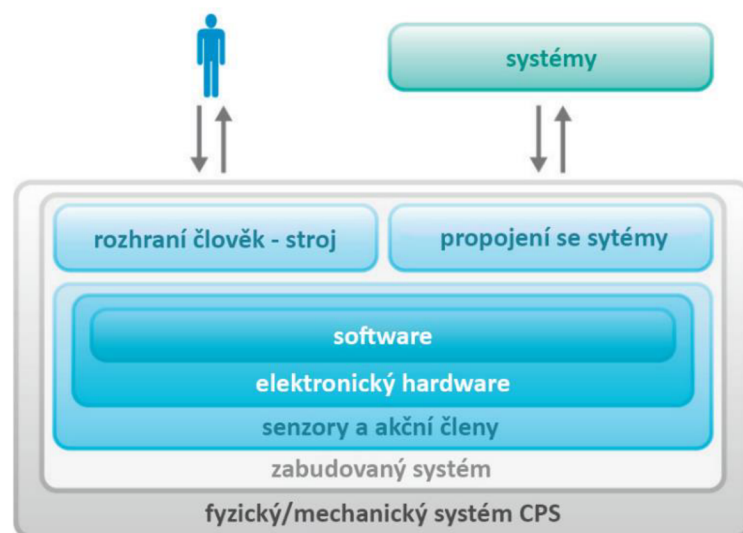 systémy
rozhraní člověk - stroj
propojení se sytémy
software
elektronický hardware
senzory a akční členy
zabudovaný systém
fyzický/mechanický systém CPS